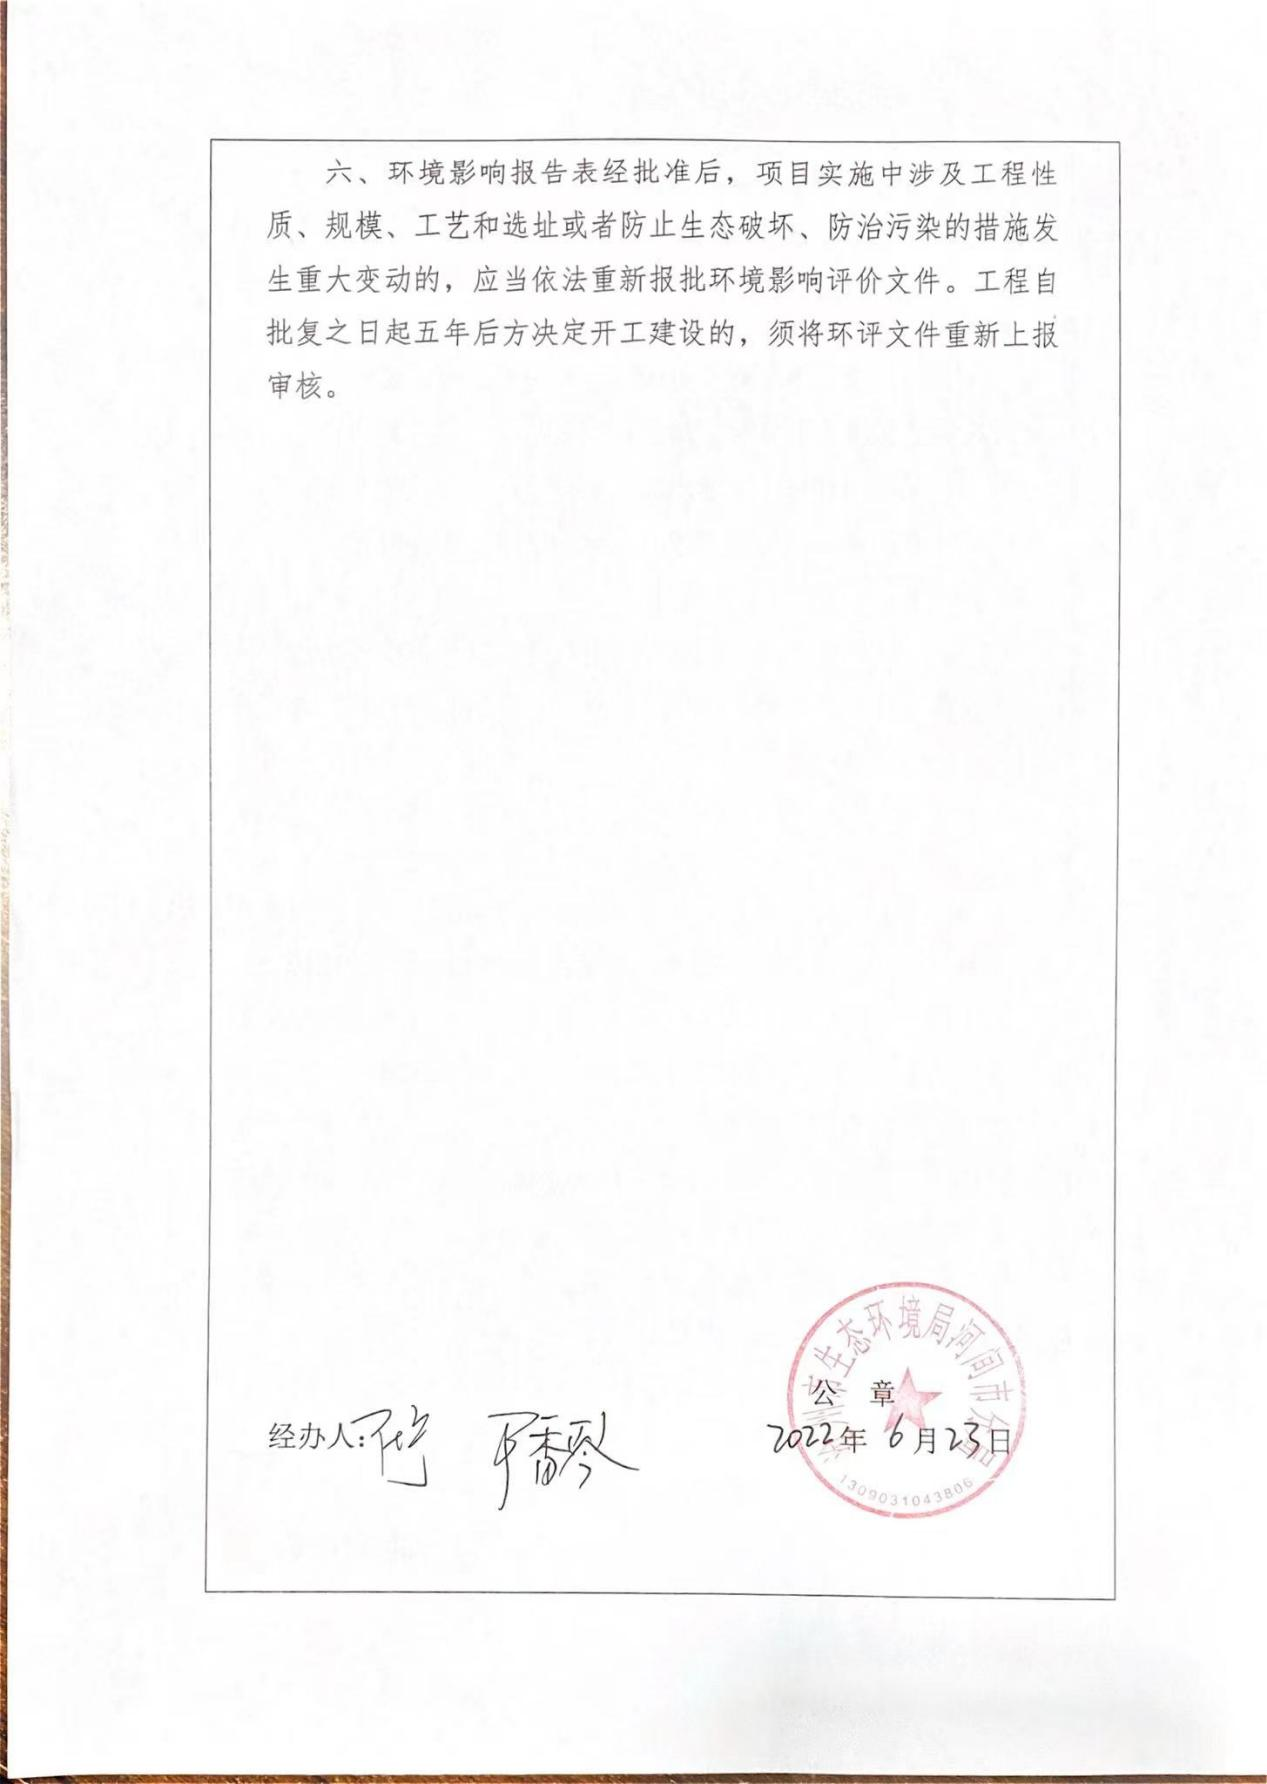 六、环境影响报告表经批准后，项目实施中涉及工程性
质、规模、工艺和选址或者防止生态破坏、防治污染的措施发
生重大变动的，应当依法重新报批环境影响评价文件。工程自
批复之日起五年后方决定开工建设的，须将环评文件重新上报
审核。
沧州市生态环境局河间市分局
公 章
经办人:
2022年 6月23日
1309031043806